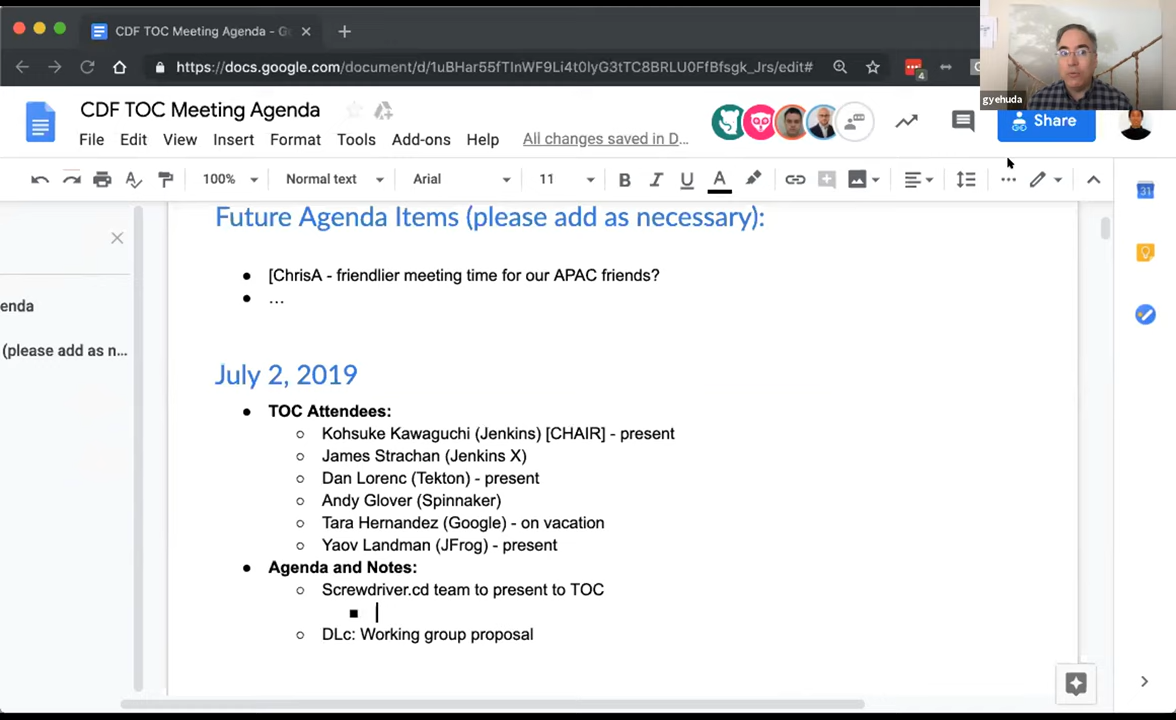 CDF TOC Meeting Agenda - G
https://docs.google.com/document/d/1uBHar55fTlnWF9Li4t0lyG3tTC8BRLU0FfBfsgk_Jrs/edit#
4
gyehuda
CDF TOC Meeting Agenda
File Edit View Insert Format Tools Add-ons Help All changes saved in D...
Share
100% Normal text Arial 11 B I U A
31
Future Agenda Items (please add as necessary):
[ChrisA - friendlier meeting time for our APAC friends?
...
enda
(please add as n...
July 2, 2019
TOC Attendees:
Kohsuke Kawaguchi (Jenkins) [CHAIR] - present
James Strachan (Jenkins X)
Dan Lorenc (Tekton) - present
Andy Glover (Spinnaker)
Tara Hernandez (Google) - on vacation
Yaov Landman (JFrog) - present
Agenda and Notes:
Screwdriver.cd team to present to TOC
DLc: Working group proposal